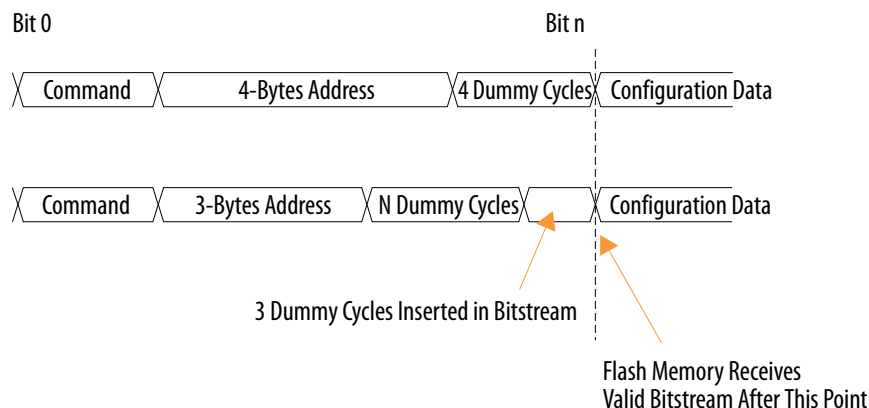 Bit 0
Bit n
Command
4-Bytes Address
4 Dummy Cycles
Configuration Data
Command
3-Bytes Address
N Dummy Cycles
Configuration Data
3 Dummy Cycles Inserted in Bitstream
Flash Memory Receives
Valid Bitstream After This Point